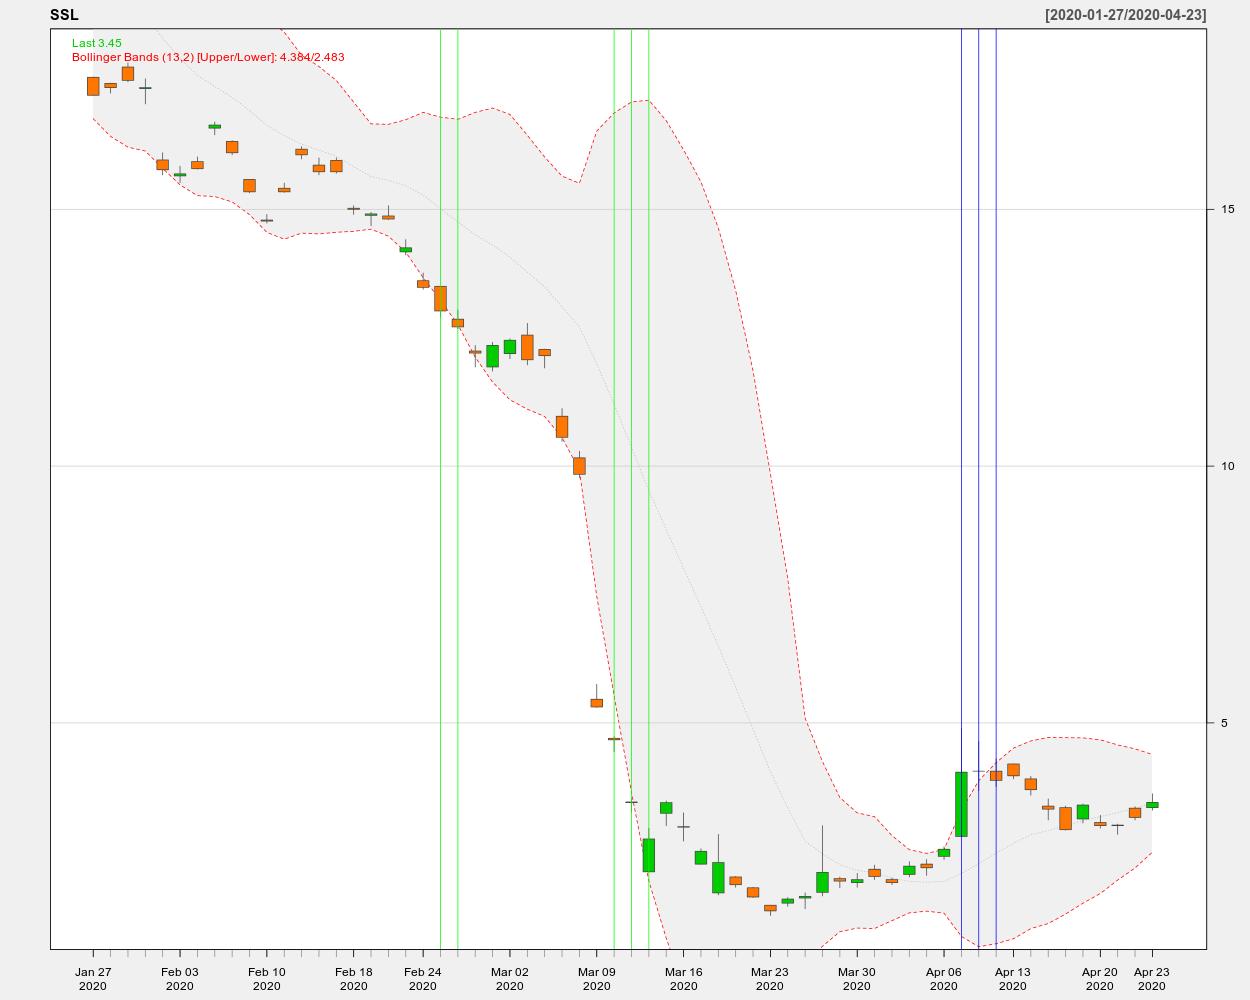 SSL [2020-01-27/2020-04-23]
Last 3.45
Bollinger Bands (13,2) [Upper/Lower]: 4.384/2.483
15
10
5
Jan 27 Feb 03 Feb 10 Feb 18 Feb 24 Mar 02 Mar 09 Mar 16 Mar 23 Mar 30 Apr 06 Apr 13 Apr 20 Apr 23
2020 2020 2020 2020 2020 2020 2020 2020 2020 2020 2020 2020 2020 2020